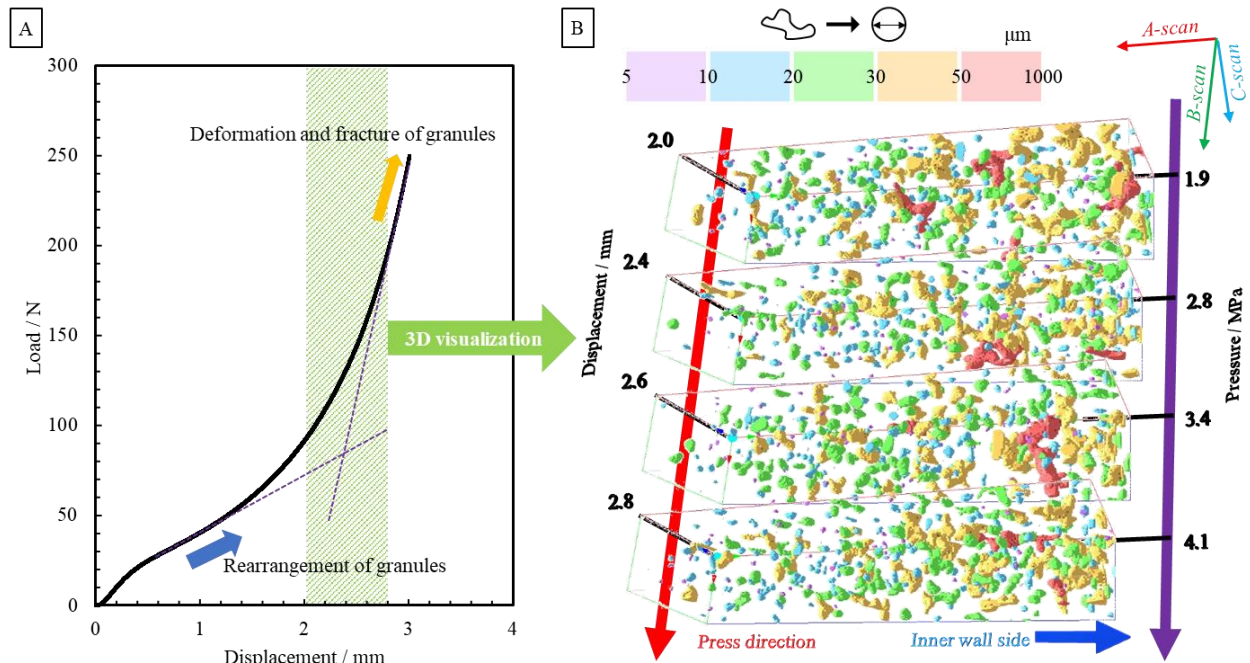 A
300
250
200
150
100
50
0
Load / N
0
1
2
3
4
Displacement / mm
Deformation and fracture of granules
Rearrangement of granules
3D visualization
B
μm
5
10
20
30
50
1000
A-scan
B-scan
C-scan
Displacement / mm
2.0
2.4
2.6
2.8
1.9
2.8
3.4
4.1
Pressure / MPa
Press direction
Inner wall side